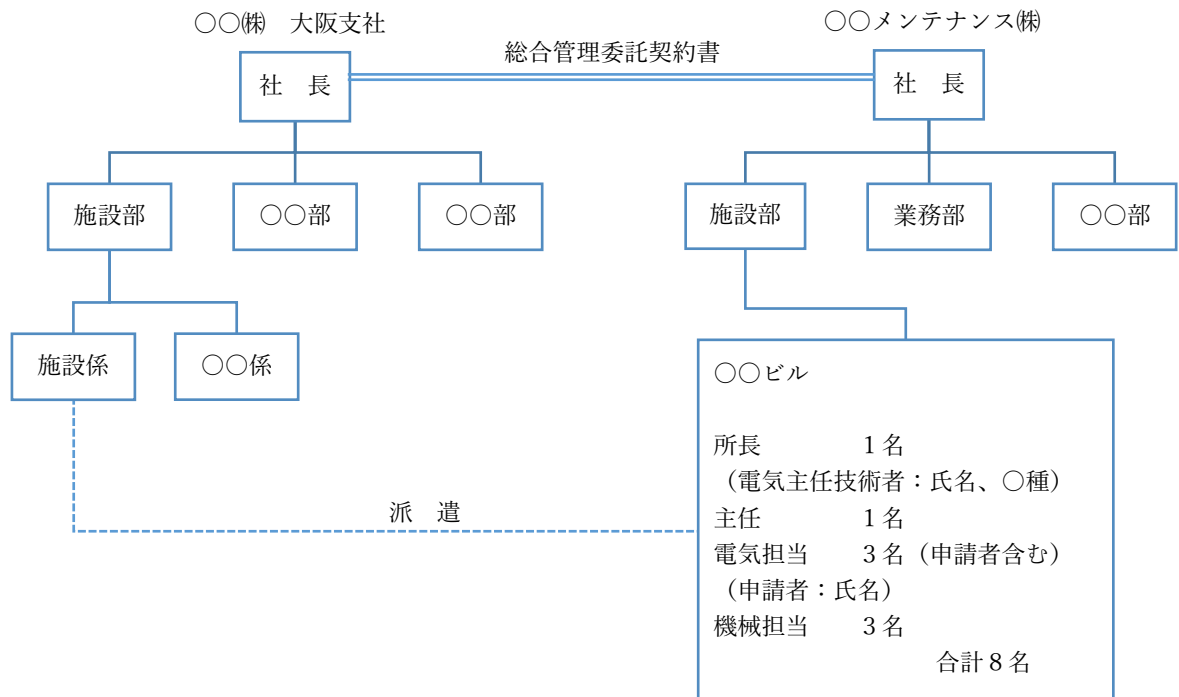 ○○㈱　大阪支社
○○メンテナンス㈱
総合管理委託契約書
社　長
社　長
施設部
○○部
○○部
施設部
業務部
○○部
施設係
○○係
○○ビル
所長　　　　１名
（電気主任技術者：氏名、○種）
主任　　　　１名
電気担当　　３名（申請者含む）
（申請者：氏名）
機械担当　　３名
合計８名
派　遣